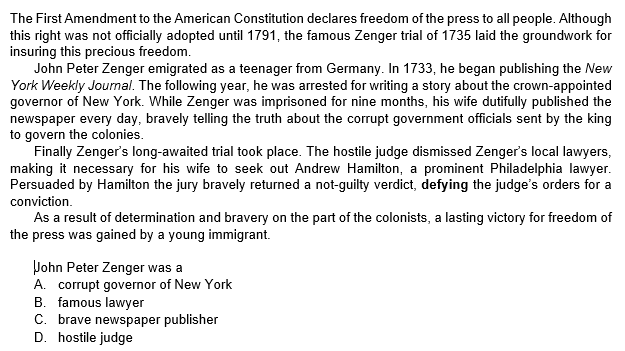 The First Amendment to the American Constitution declares freedom of the press to all people. Although
this right was not officially adopted until 1791, the famous Zenger trial of 1735 laid the groundwork for
insuring this precious freedom.
John Peter Zenger emigrated as a teenager from Germany. In 1733, he began publishing the New
York Weekly Journal. The following year, he was arrested for writing a story about the crown-appointed
governor of New York. While Zenger was imprisoned for nine months, his wife dutifully published the
newspaper every day, bravely telling the truth about the corrupt government officials sent by the king
to govern the colonies.
Finally Zenger's long-awaited trial took place. The hostile judge dismissed Zenger's local lawyers,
making it necessary for his wife to seek out Andrew Hamilton, a prominent Philadelphia lawyer.
Persuaded by Hamilton the jury bravely returned a not-guilty verdict, defying the judge's orders for a
conviction.
As a result of determination and bravery on the part of the colonists, a lasting victory for freedom of
the press was gained by a young immigrant.
John Peter Zenger was a
A. corrupt governor of New York
B. famous lawyer
C. brave newspaper publisher
D. hostile judge